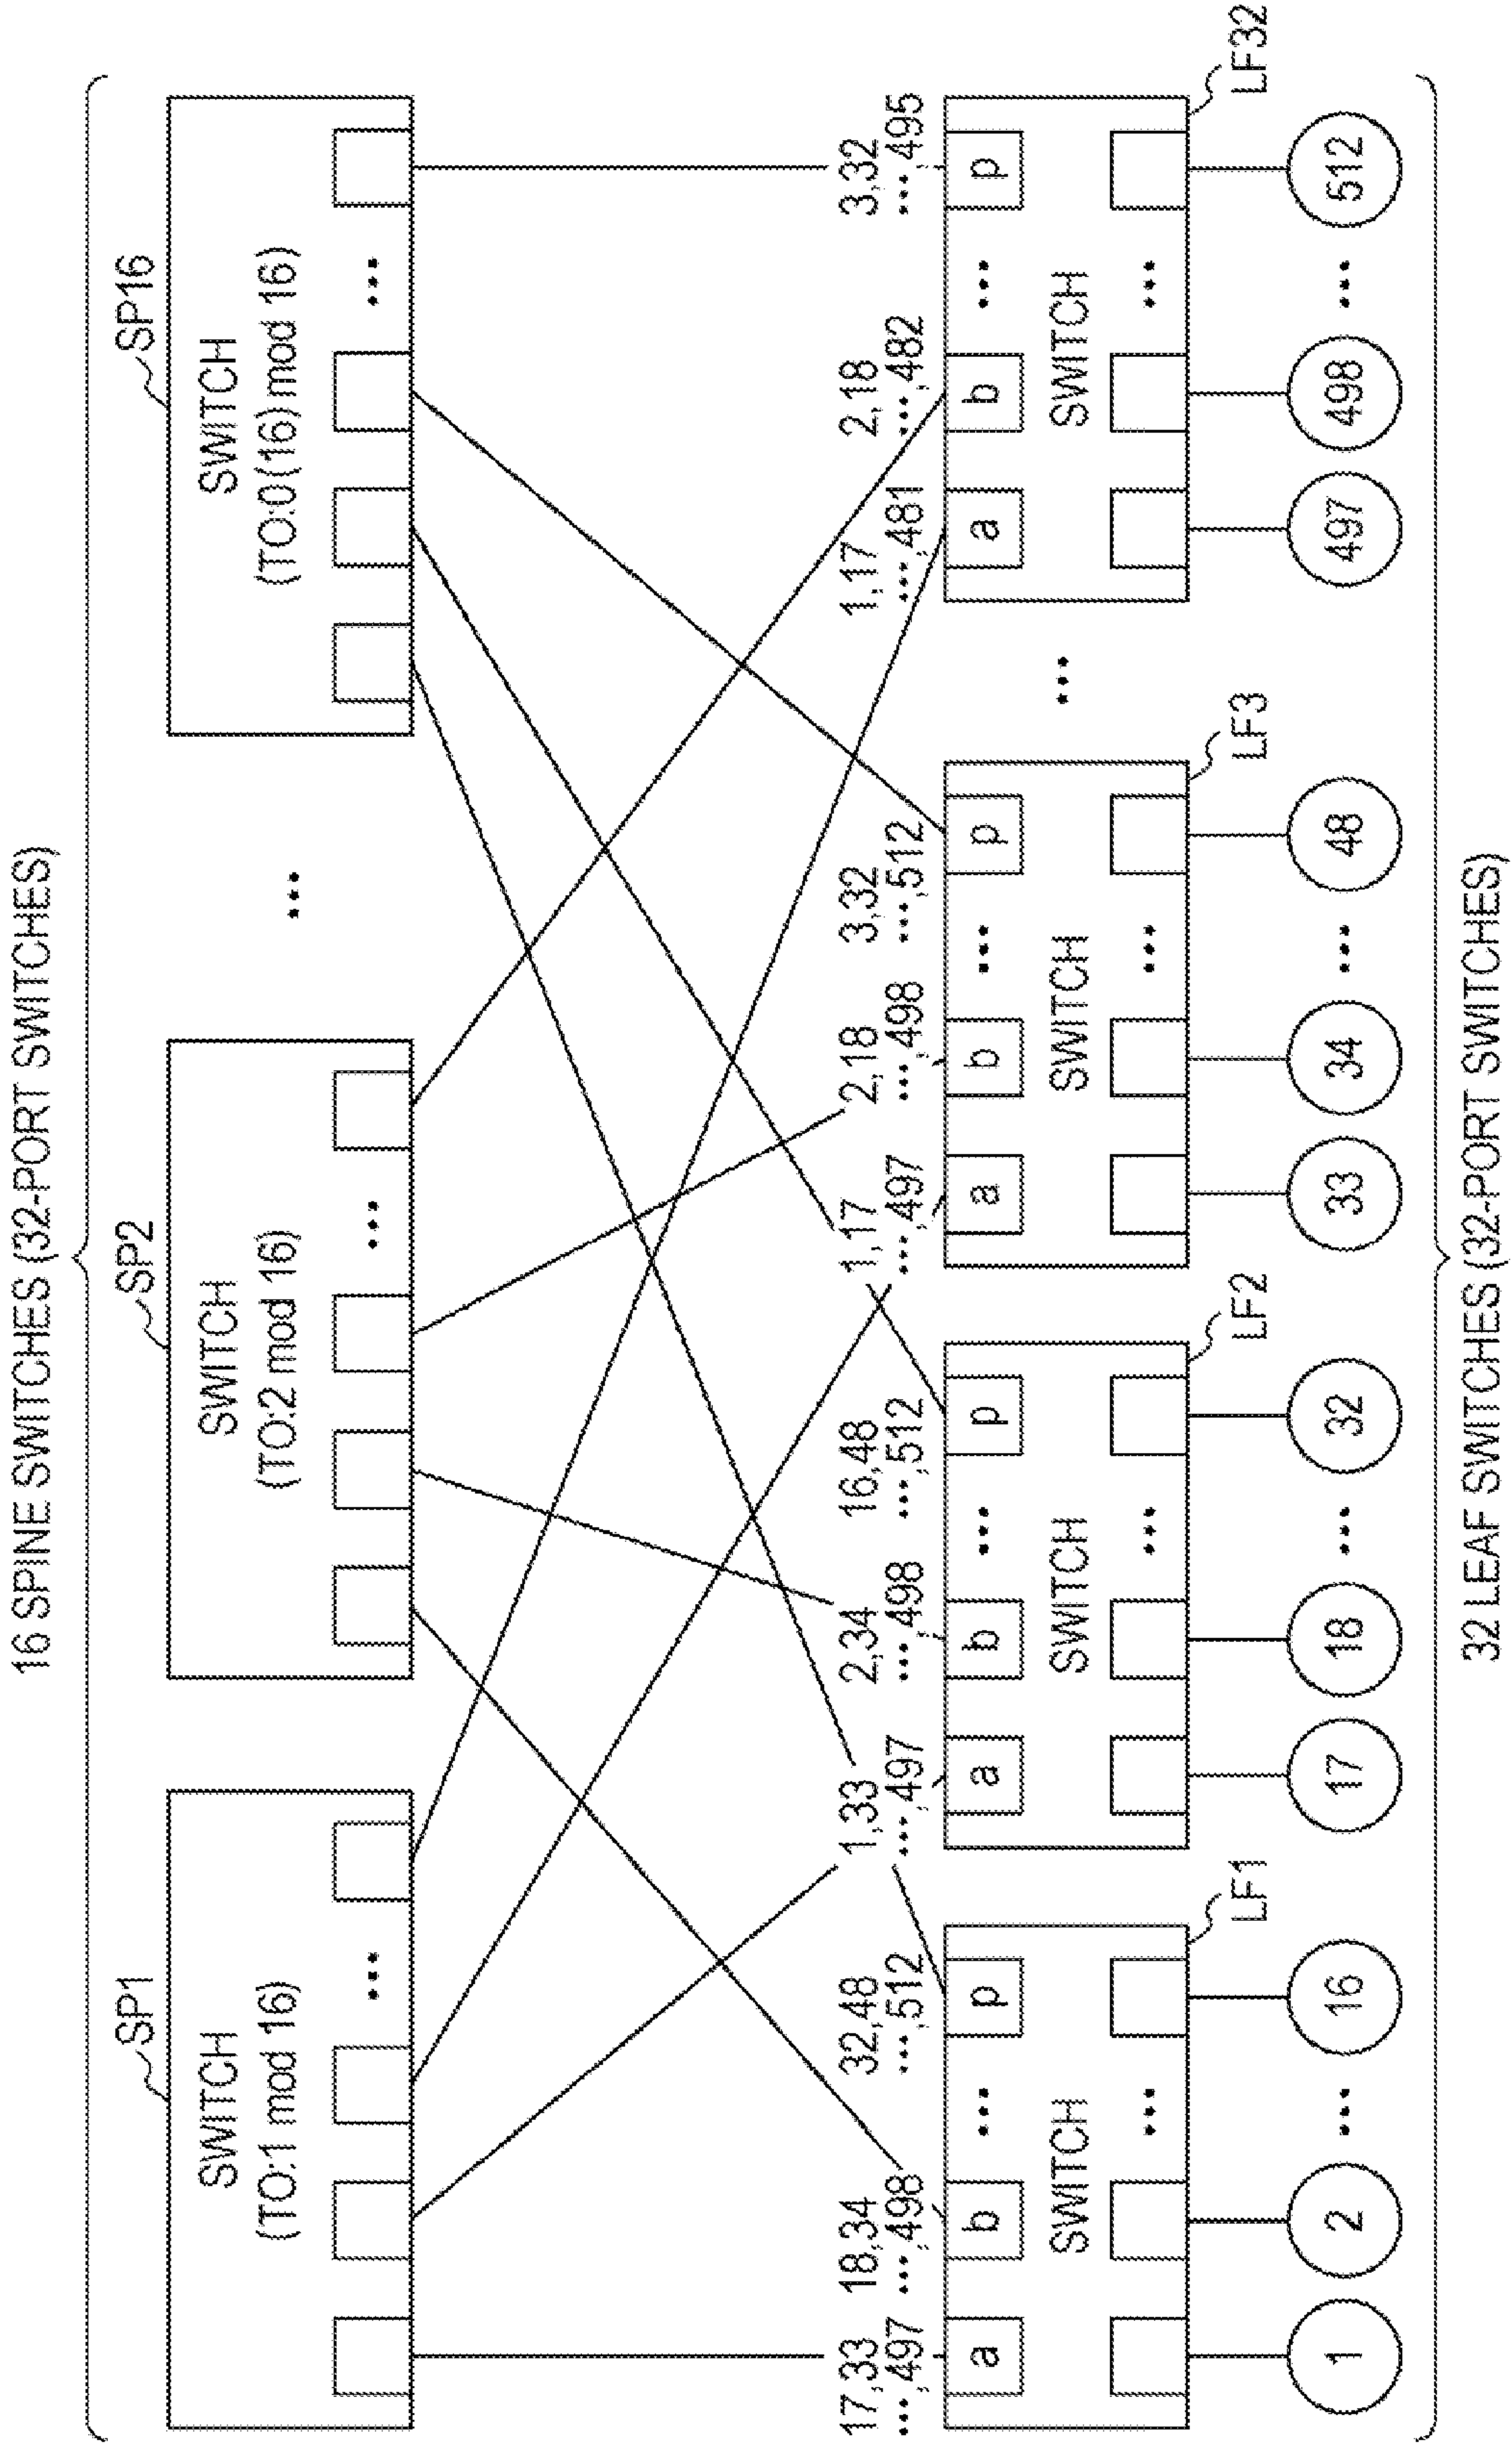 16 SPINE SWITCHES (32-PORT SWITCHES)
SP1
SP2
SP16
SWITCH
(TO:1 mod 16)
...
SWITCH
(TO:2 mod 16)
...
...
SWITCH
(TO:0(16) mod 16)
...
17,33
...,497
18,34
...,498
32,48
...,512
1,33
...,497
2,34
...,498
16,48
...,512
1,17
...,497
2,18
...,498
3,32
...,512
1,17
...,481
2,18
...,482
3,32
...,495
a b ... p
SWITCH
...
LF1
a b ... p
SWITCH
...
LF2
a b ... p
SWITCH
...
LF3
...
a b ... p
SWITCH
...
LF32
1 2 ... 16
17 18 ... 32
33 34 ... 48
497 498 ... 512
32 LEAF SWITCHES (32-PORT SWITCHES)